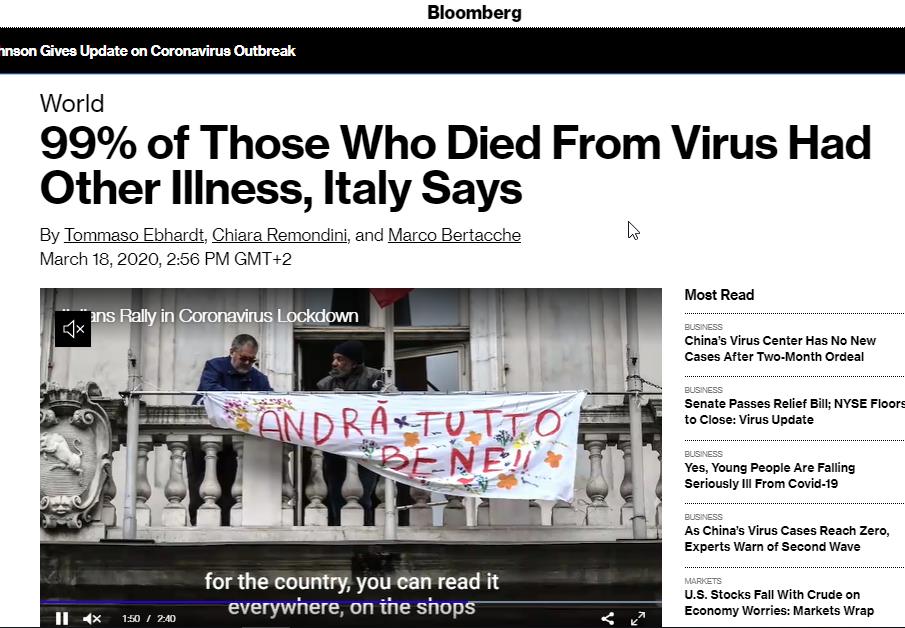 Bloomberg
hnson Gives Update on Coronavirus Outbreak
World
99% of Those Who Died From Virus Had
Other Illness, Italy Says
By Tommaso Ebhardt, Chiara Remondini, and Marco Bertacche
March 18, 2020, 2:56 PM GMT+2
ans Rally in Coronavirus Lockdown
ANDRÀ TUTTO
BENE!!
for the country, you can read it
everywhere, on the shops
1:50 / 2:40
Most Read
BUSINESS
China's Virus Center Has No New
Cases After Two-Month Ordeal
BUSINESS
Senate Passes Relief Bill; NYSE Floors
to Close: Virus Update
BUSINESS
Yes, Young People Are Falling
Seriously Ill From Covid-19
BUSINESS
As China's Virus Cases Reach Zero,
Experts Warn of Second Wave
MARKETS
U.S. Stocks Fall With Crude on
Economy Worries: Markets Wrap